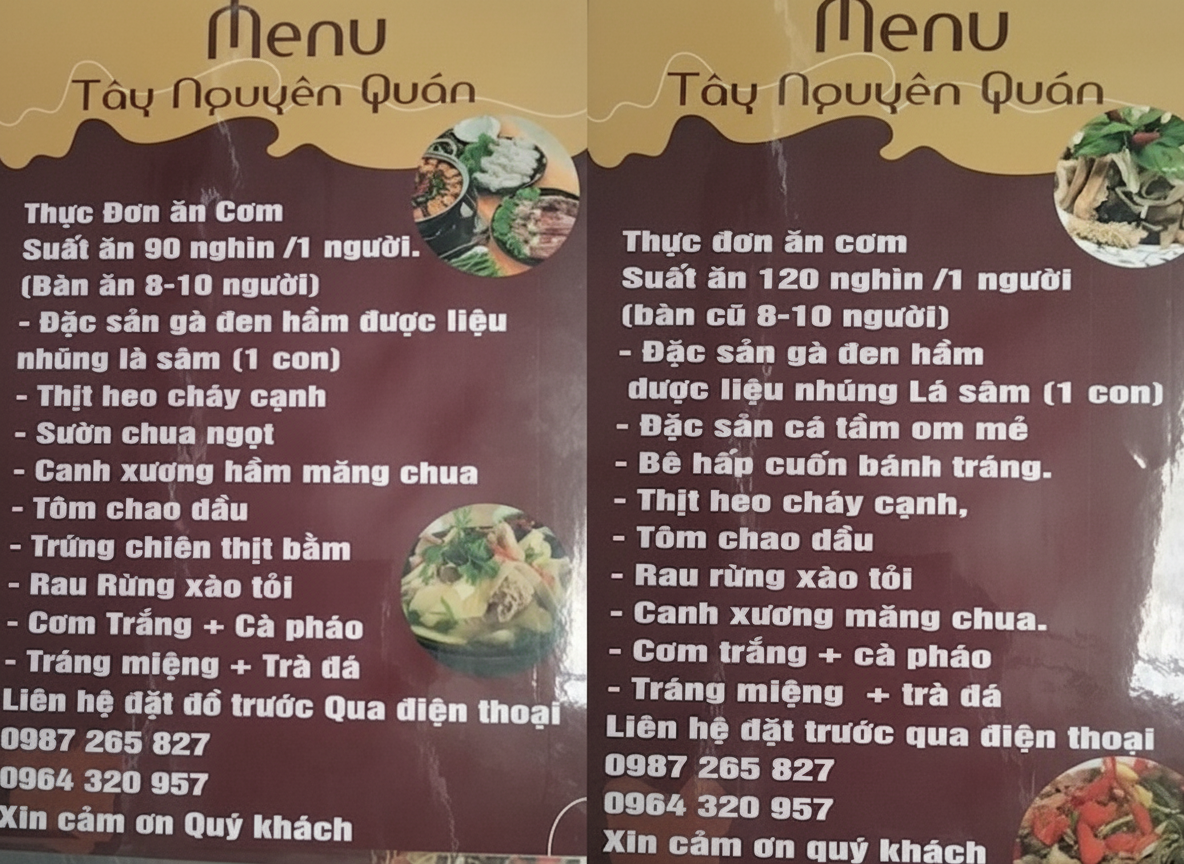 Menu
Tây Nguyên Quán
Thực Đơn ăn Cơm
Suất ăn 90 nghin /1 người.
(Bàn ăn 8-10 người)
- Đặc sản gà đen hầm được liệu
nhũng là sâm (1 con)
- Thịt heo cháy cạnh
- Sườn chua ngọt
- Canh xương hầm măng chua
- Tôm chao dầu
- Trứng chiên thịt bằm
- Rau Rừng xào tỏi
- Cơm Trắng + Cà pháo
- Tráng miệng + Trà đá
Liên hệ đặt đồ trước Qua điện thoại
0987 265 827
0964 320 957
Xin cảm ơn Quý khách
Menu
Tây Nguyên Quán
Thực đơn ăn cơm
Suất ăn 120 nghìn /1 người
(bàn cũ 8-10 người)
- Đặc sản gà đen hầm
dược liệu nhúng Lá sâm (1 con)
- Đặc sản cá tầm om mẻ
- Bê hấp cuốn bánh tráng.
- Thịt heo cháy cạnh,
- Tôm chao dầu
- Rau rừng xào tỏi
- Canh xương măng chua.
- Cơm trắng + cà pháo
- Tráng miệng + trà đá
Liên hệ đặt trước qua điện thoại
0987 265 827
0964 320 957
Xin cảm ơn quý khách